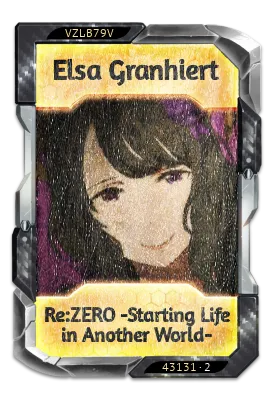 VZLB79V
Elsa Granhiert
Re:ZERO -Starting Life
in Another World-
43131·2